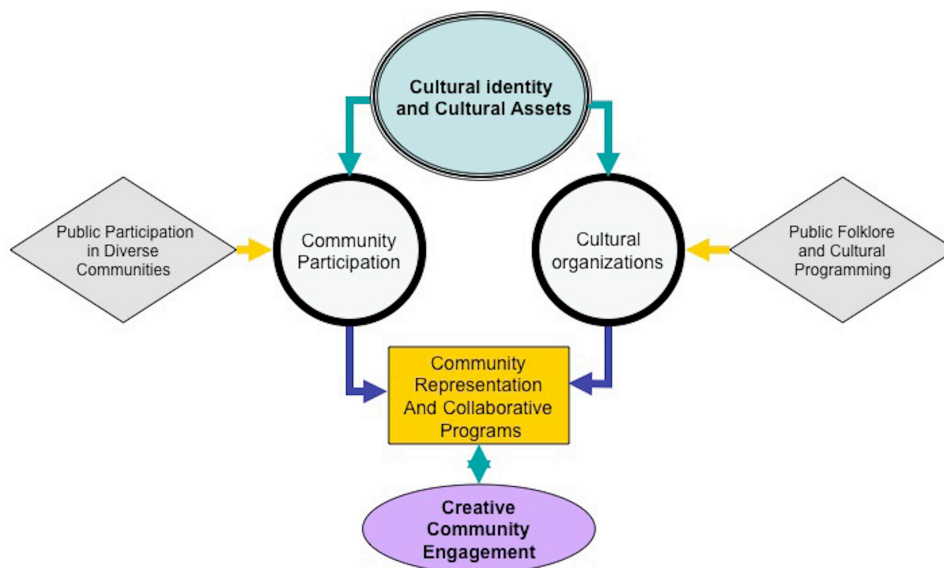 Cultural identity
and Cultural Assets
Public Participation
in Diverse
Communities
Community
Participation
Cultural
organizations
Public Folklore
and Cultural
Programming
Community
Representation
And Collaborative
Programs
Creative
Community
Engagement